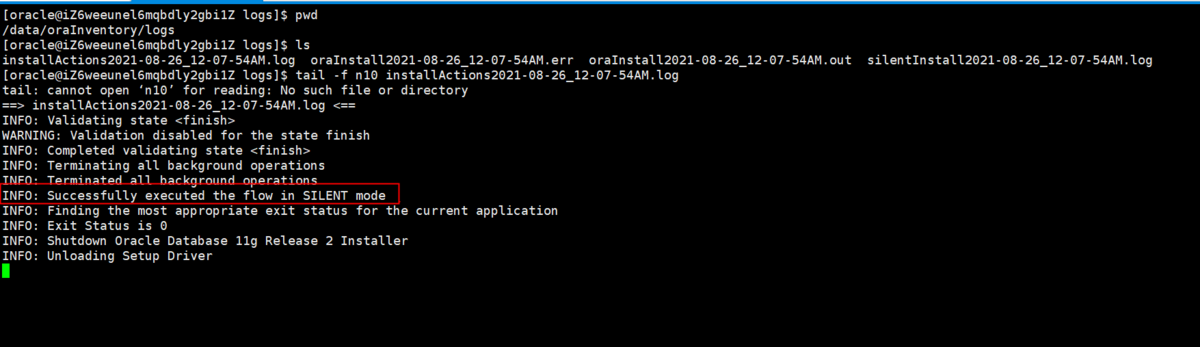 [oracle@iZ6weeunel6mqbdly2gbi1Z logs]$ pwd
/data/oraInventory/logs
[oracle@iZ6weeunel6mqbdly2gbi1Z logs]$ ls
installActions2021-08-26_12-07-54AM.log  oraInstall2021-08-26_12-07-54AM.err  oraInstall2021-08-26_12-07-54AM.out  silentInstall2021-08-26_12-07-54AM.log
[oracle@iZ6weeunel6mqbdly2gbi1Z logs]$ tail -f n10 installActions2021-08-26_12-07-54AM.log
tail: cannot open ‘n10’ for reading: No such file or directory
==> installActions2021-08-26_12-07-54AM.log <==
INFO: Validating state <finish>
WARNING: Validation disabled for the state finish
INFO: Completed validating state <finish>
INFO: Terminating all background operations
INFO: Terminated all background operations
INFO: Successfully executed the flow in SILENT mode
INFO: Finding the most appropriate exit status for the current application
INFO: Exit Status is 0
INFO: Shutdown Oracle Database 11g Release 2 Installer
INFO: Unloading Setup Driver